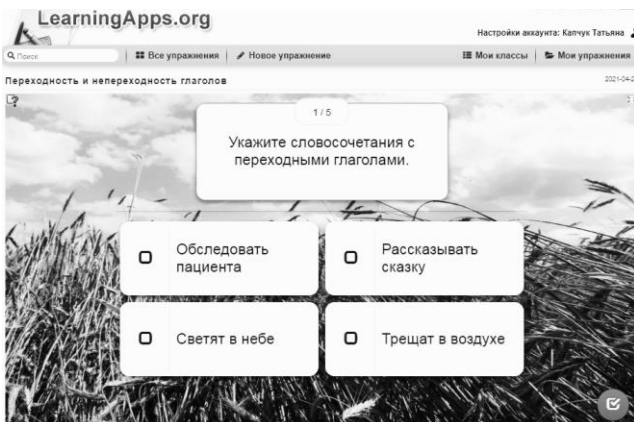 LearningApps.org
Настройки аккаунта: Капчук Татьяна
Поиск
Все упражнения
Новое упражнение
Мои классы
Мои упражнения
Переходность и непереходность глаголов
1 / 5
Укажите словосочетания с
переходными глаголами.
Обследовать
пациента
Рассказывать
сказку
Светят в небе
Трещат в воздухе